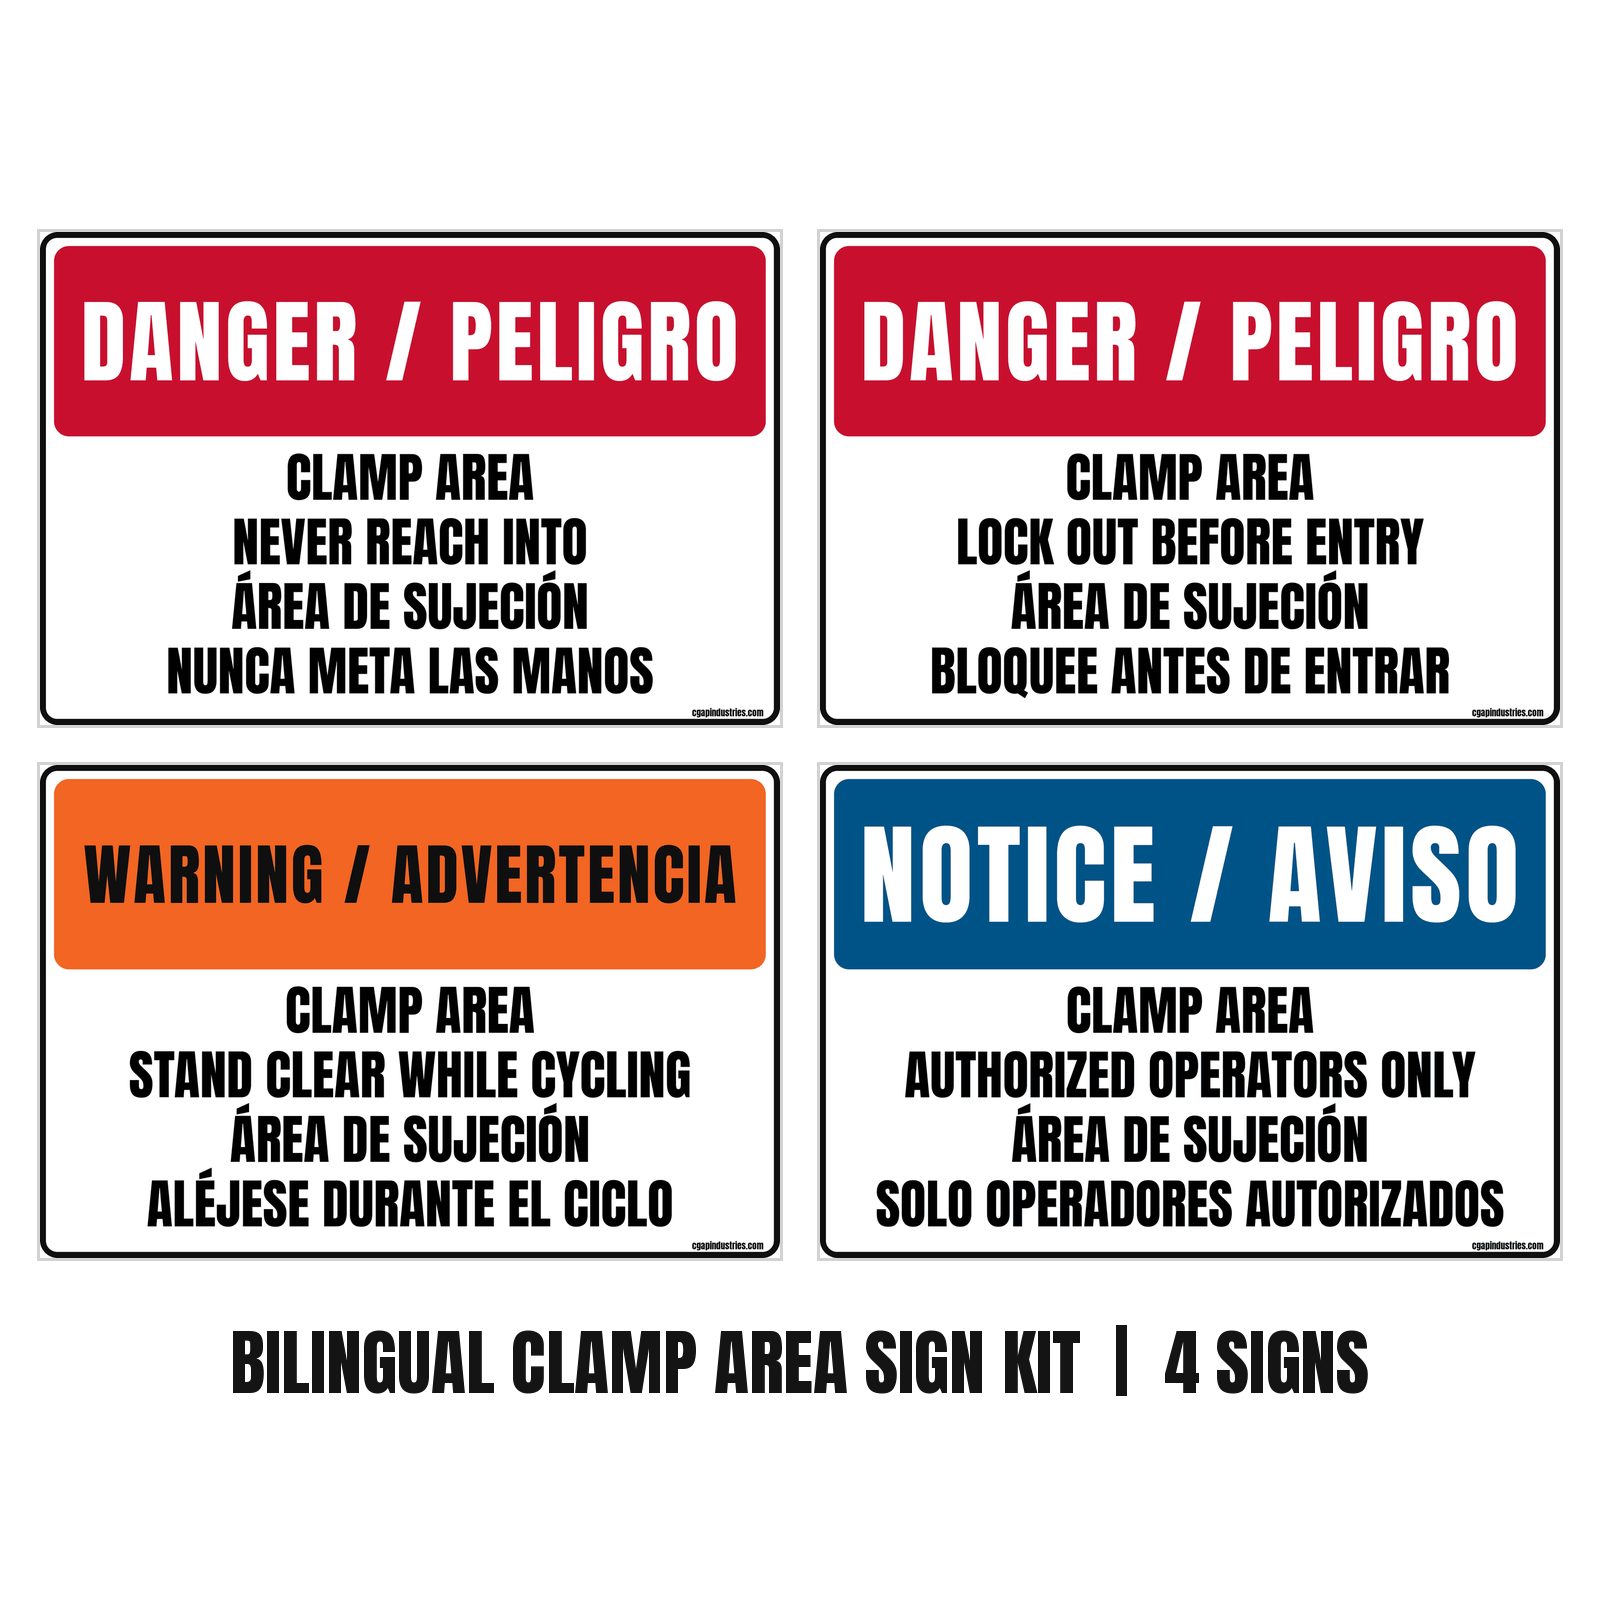 DANGER / PELIGRO
CLAMP AREA
NEVER REACH INTO
ÁREA DE SUJECIÓN
NUNCA META LAS MANOS
cgapindustries.com
DANGER / PELIGRO
CLAMP AREA
LOCK OUT BEFORE ENTRY
ÁREA DE SUJECIÓN
BLOQUEE ANTES DE ENTRAR
cgapindustries.com
WARNING / ADVERTENCIA
CLAMP AREA
STAND CLEAR WHILE CYCLING
ÁREA DE SUJECIÓN
ALÉJESE DURANTE EL CICLO
cgapindustries.com
NOTICE / AVISO
CLAMP AREA
AUTHORIZED OPERATORS ONLY
ÁREA DE SUJECIÓN
SOLO OPERADORES AUTORIZADOS
cgapindustries.com
BILINGUAL CLAMP AREA SIGN KIT | 4 SIGNS